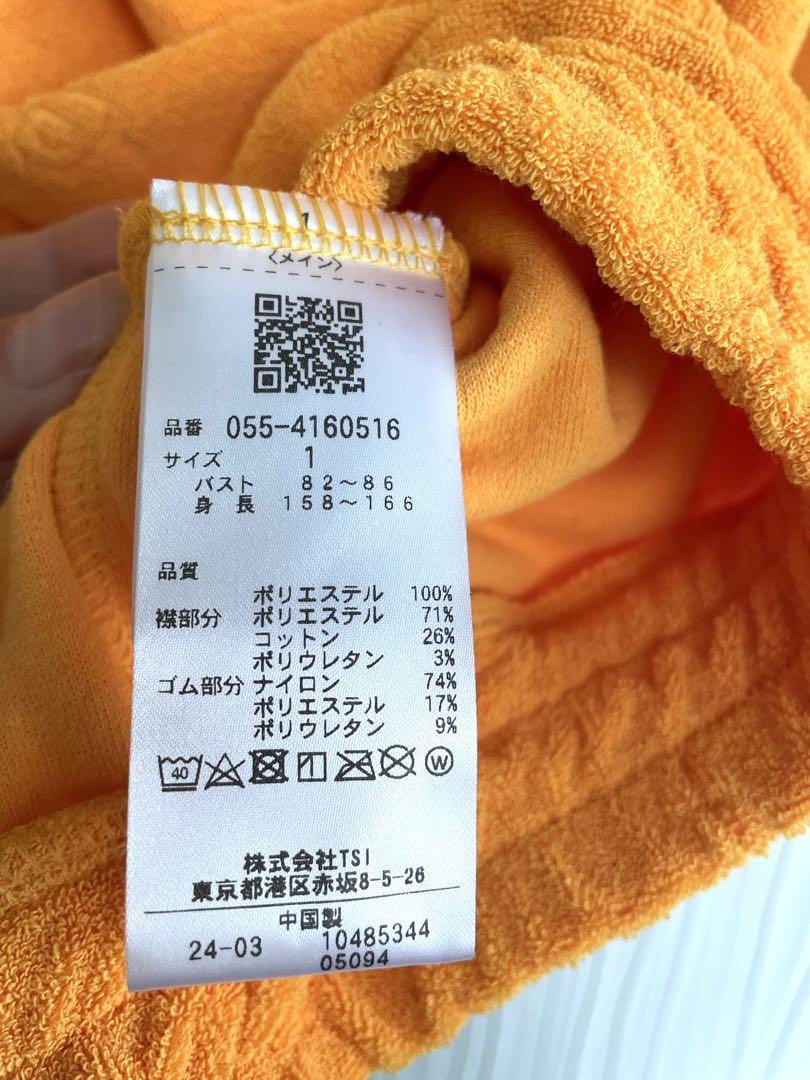 1
〈メイン〉
品番 055-4160516
サイズ 1
バスト 82～86
身長 158～166
品質
ポリエステル 100%
襟部分 ポリエステル 71%
コットン 26%
ポリウレタン 3%
ゴム部分 ナイロン 74%
ポリエステル 17%
ポリウレタン 9%
40 W
株式会社TSI
東京都港区赤坂8-5-26
中国製
24-03 10485344
05094